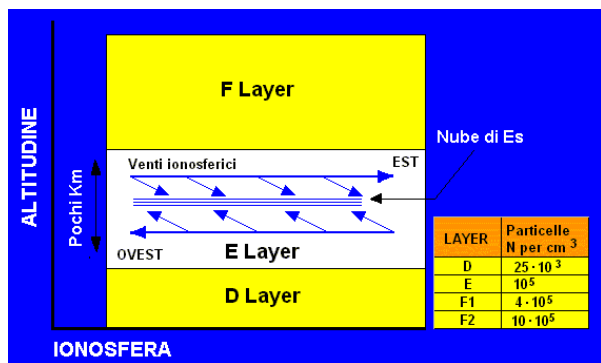 ALTITUDINE
F Layer
Nube di Es
Venti ionosferici
EST
Pochi Km
OVEST
E Layer
D Layer
LAYER Particelle
N per cm 3
D 25 · 10 3
E 10 5
F1 4 · 10 5
F2 10 · 10 5
IONOSFERA